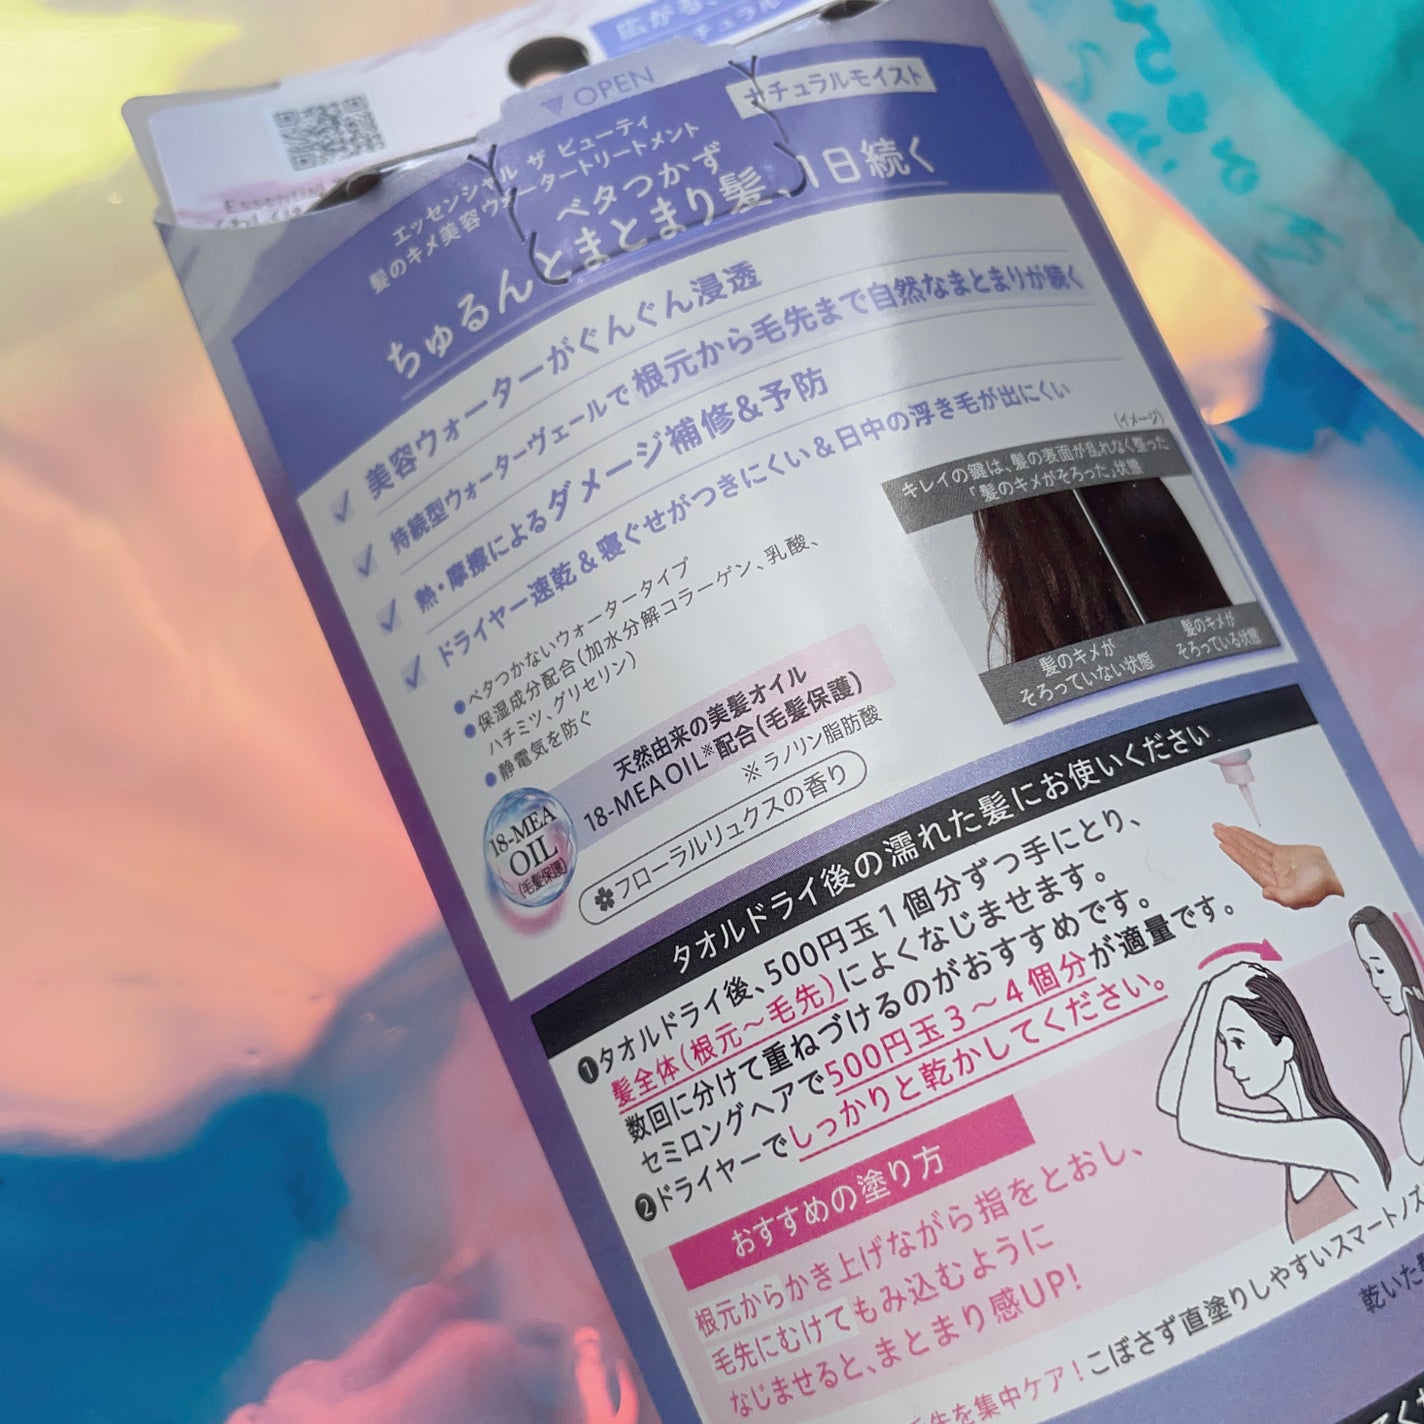 広がる、
チュラル
▼OPEN
ナチュラルモイスト
Essential
エッセンシャル ザ ビューティ
髪のキメ美容ウォータートリートメント
ベタつかず
ちゅるんとまとまり髪、1日続く
美容ウォーターがぐんぐん浸透
持続型ウォーターヴェールで根元から毛先まで自然なまとまりが続く
熱・摩擦によるダメージ補修&予防
ドライヤー速乾&寝ぐせがつきにくい&日中の浮き毛が出にくい
●ベタつかないウォータータイプ
●保湿成分配合(加水分解コラーゲン、乳酸、
ハチミツ、グリセリン)
●静電気を防ぐ
(イメージ)
キレイの鍵は、髪の表面が乱れなく整った
「髪のキメがそろった」状態
髪のキメが
そろっていない状態
髪のキメが
そろっている状態
18-MEA
OIL
(毛髪保護)
天然由来の美髪オイル
18-MEA OIL※配合(毛髪保護)
※ラノリン脂肪酸
フローラルリュクスの香り
タオルドライ後の濡れた髪にお使いください
❶タオルドライ後、500円玉1個分ずつ手にとり、
髪全体(根元~毛先)によくなじませます。
数回に分けて重ねづけるのがおすすめです。
セミロングヘアで500円玉3~4個分が適量です。
❷ドライヤーでしっかりと乾かしてください。
おすすめの塗り方
根元からかき上げながら指をとおし、
毛先にむけてもみ込むように
なじませると、まとまり感UP!
毛先を集中ケア!こぼさず直塗りしやすいスマートノズ
乾いた髪